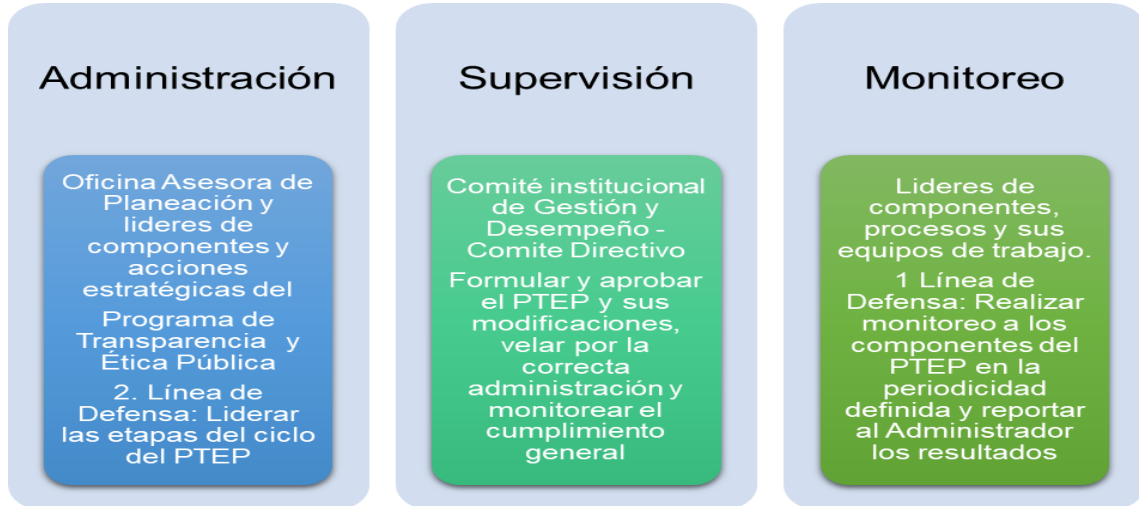 Administración
Oficina Asesora de
Planeación y
lideres de
componentes y
acciones
estratégicas del
Programa de
Transparencia y
Ética Pública
2. Línea de
Defensa: Liderar
las etapas del ciclo
del PTEP
Supervisión
Comité institucional
de Gestión y
Desempeño -
Comite Directivo
Formular y aprobar
el PTEP y sus
modificaciones,
velar por la
correcta
administración y
monitorear el
cumplimiento
general
Monitoreo
Lideres de
componentes,
procesos y sus
equipos de trabajo.
1 Línea de
Defensa: Realizar
monitoreo a los
componentes del
PTEP en la
periodicidad
definida y reportar
al Administrador
los resultados